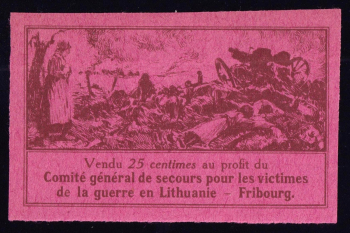 Vendu 25 centimes au profit du
Comité général de secours pour les victimes
de la guerre en Lithuanie - Fribourg.